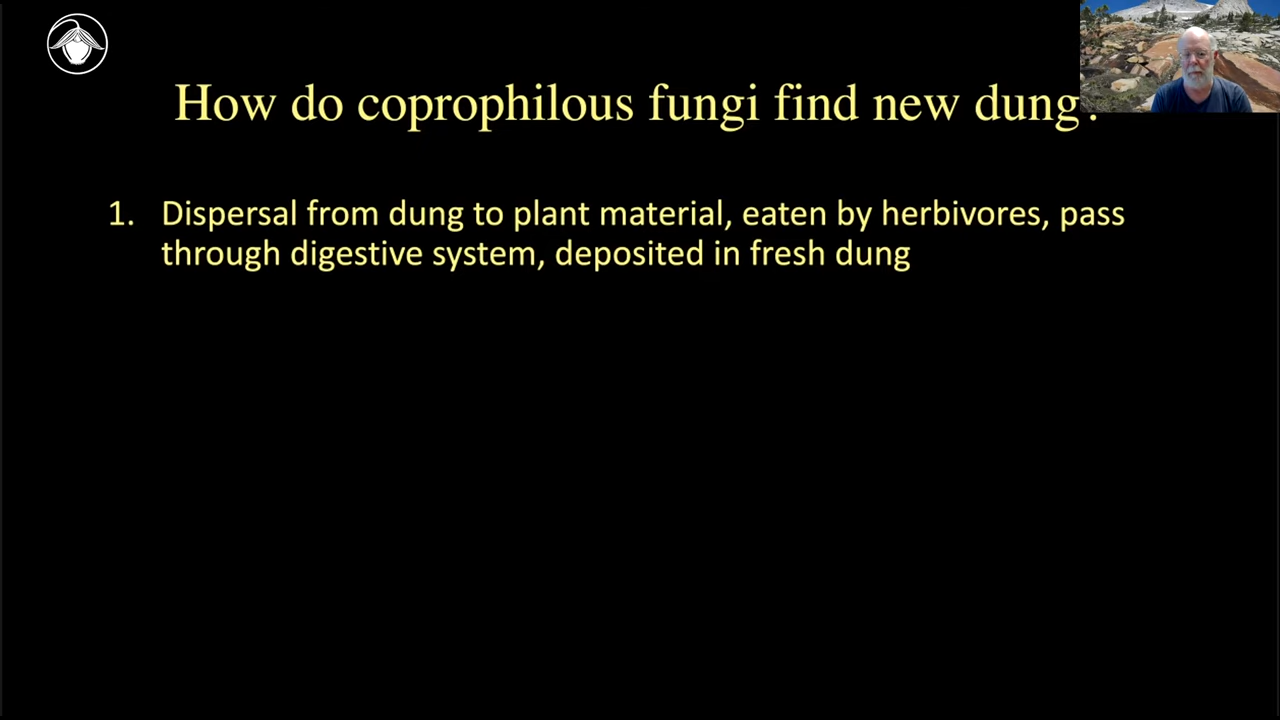 How do coprophilous fungi find new dung?
1. Dispersal from dung to plant material, eaten by herbivores, pass
through digestive system, deposited in fresh dung